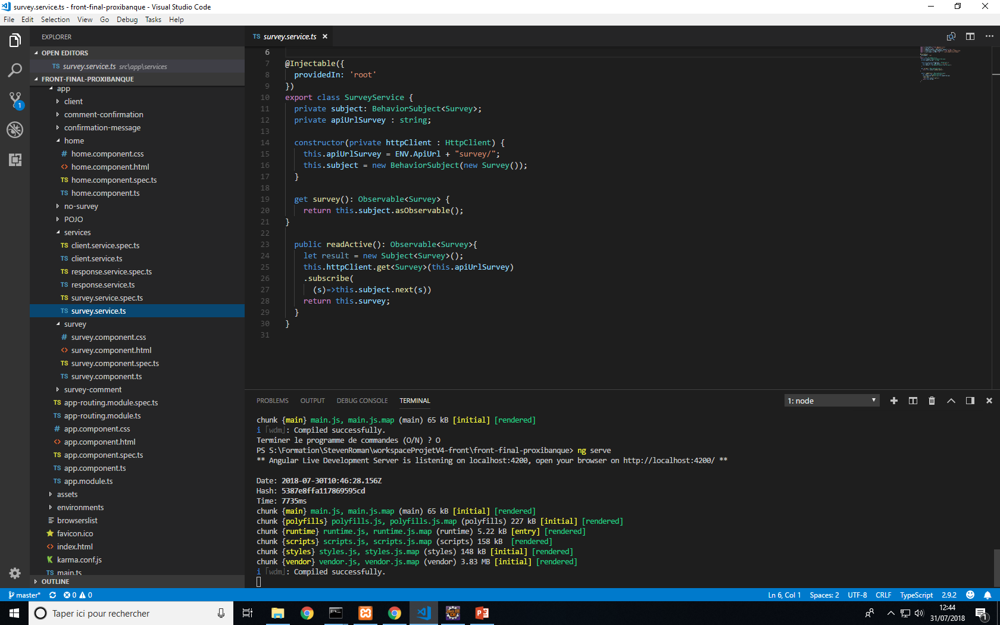 survey.service.ts - front-final-proxibanque - Visual Studio Code
File Edit Selection View Go Debug Tasks Help
EXPLORER
OPEN EDITORS
TS survey.service.ts src\app\services
FRONT-FINAL-PROXIBANQUE
app
client
comment-confirmation
confirmation-message
home
# home.component.css
<> home.component.html
TS home.component.spec.ts
TS home.component.ts
no-survey
POJO
services
TS client.service.spec.ts
TS client.service.ts
TS response.service.spec.ts
TS response.service.ts
TS survey.service.spec.ts
TS survey.service.ts
survey
# survey.component.css
<> survey.component.html
TS survey.component.spec.ts
TS survey.component.ts
survey-comment
TS app-routing.module.spec.ts
TS app-routing.module.ts
# app.component.css
<> app.component.html
TS app.component.spec.ts
TS app.component.ts
TS app.module.ts
assets
environments
browserslist
favicon.ico
<> index.html
karma.conf.js
TS main.ts
OUTLINE
1
TS survey.service.ts ×
6
7 @Injectable({
8 providedIn: 'root'
9 })
10 export class SurveyService {
11 private subject: BehaviorSubject<Survey>;
12 private apiUrlSurvey : string;
13
14 constructor(private httpClient : HttpClient) {
15 this.apiUrlSurvey = ENV.ApiUrl + "survey/";
16 this.subject = new BehaviorSubject(new Survey());
17 }
18
19 get survey(): Observable<Survey> {
20 return this.subject.asObservable();
21 }
22
23 public readActive(): Observable<Survey>{
24 let result = new Subject<Survey>();
25 this.httpClient.get<Survey>(this.apiUrlSurvey)
26 .subscribe(
27 (s)=>this.subject.next(s))
28 return this.survey;
29 }
30 }
31
PROBLEMS OUTPUT DEBUG CONSOLE TERMINAL 1: node
chunk {main} main.js, main.js.map (main) 65 kB [initial] [rendered]
i ｢wdm｣: Compiled successfully.
Terminer le programme de commandes (O/N) ? O
PS S:\Formation\StevenRoman\workspaceProjetV4-front\front-final-proxibanque> ng serve
** Angular Live Development Server is listening on localhost:4200, open your browser on http://localhost:4200/ **
Date: 2018-07-30T10:46:28.156Z
Hash: 5387e8ffa117869595cd
Time: 7735ms
chunk {main} main.js, main.js.map (main) 65 kB [initial] [rendered]
chunk {polyfills} polyfills.js, polyfills.js.map (polyfills) 227 kB [initial] [rendered]
chunk {runtime} runtime.js, runtime.js.map (runtime) 5.22 kB [entry] [rendered]
chunk {scripts} scripts.js, scripts.js.map (scripts) 158 kB [rendered]
chunk {styles} styles.js, styles.js.map (styles) 148 kB [initial] [rendered]
chunk {vendor} vendor.js, vendor.js.map (vendor) 3.83 MB [initial] [rendered]
i ｢wdm｣: Compiled successfully.
master* 0 0 Ln 6, Col 1 Spaces: 2 UTF-8 CRLF TypeScript 2.9.2
Taper ici pour rechercher
12:44
31/07/2018
1